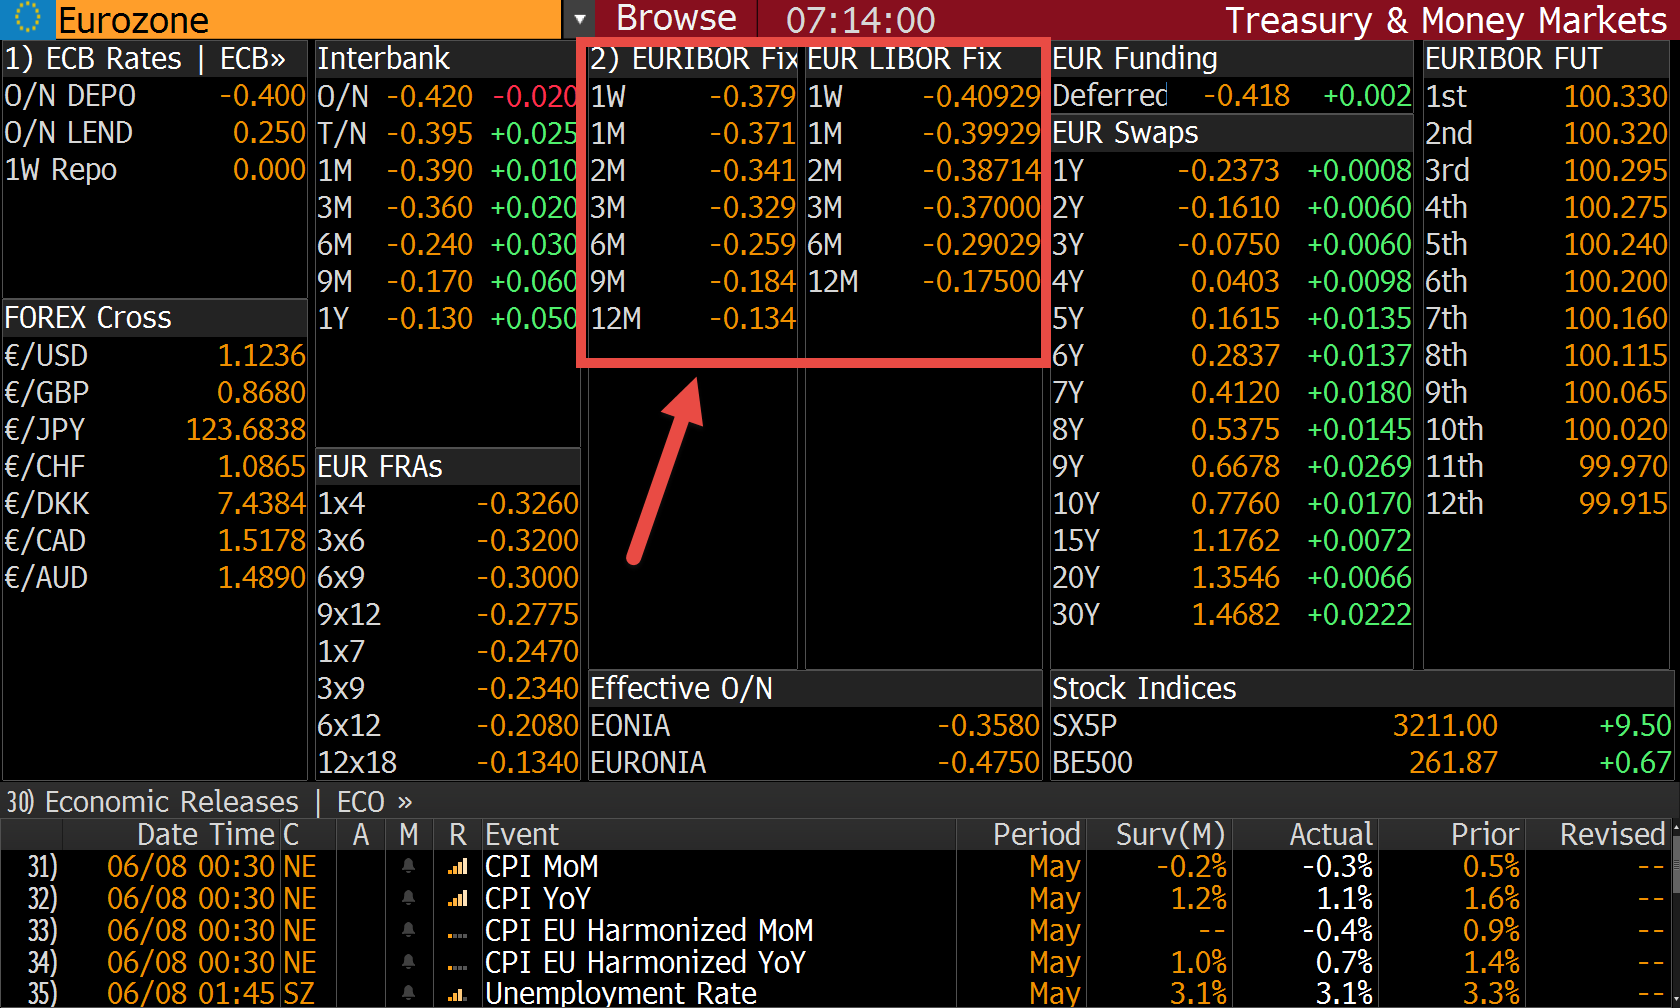 Eurozone Browse 07:14:00 Treasury & Money Markets
1) ECB Rates | ECB»
O/N DEPO -0.400
O/N LEND 0.250
1W Repo 0.000
FOREX Cross
€/USD 1.1236
€/GBP 0.8680
€/JPY 123.6838
€/CHF 1.0865
€/DKK 7.4384
€/CAD 1.5178
€/AUD 1.4890
Interbank
O/N -0.420 -0.020
T/N -0.395 +0.025
1M -0.390 +0.010
3M -0.360 +0.020
6M -0.240 +0.030
9M -0.170 +0.060
1Y -0.130 +0.050
EUR FRAs
1x4 -0.3260
3x6 -0.3200
6x9 -0.3000
9x12 -0.2775
1x7 -0.2470
3x9 -0.2340
6x12 -0.2080
12x18 -0.1340
2) EURIBOR Fix
1W -0.379
1M -0.371
2M -0.341
3M -0.329
6M -0.259
9M -0.184
12M -0.134
EUR LIBOR Fix
1W -0.40929
1M -0.39929
2M -0.38714
3M -0.37000
6M -0.29029
12M -0.17500
Effective O/N
EONIA -0.3580
EURONIA -0.4750
EUR Funding
Deferred -0.418 +0.002
EUR Swaps
1Y -0.2373 +0.0008
2Y -0.1610 +0.0060
3Y -0.0750 +0.0060
4Y 0.0403 +0.0098
5Y 0.1615 +0.0135
6Y 0.2837 +0.0137
7Y 0.4120 +0.0180
8Y 0.5375 +0.0145
9Y 0.6678 +0.0269
10Y 0.7760 +0.0170
15Y 1.1762 +0.0072
20Y 1.3546 +0.0066
30Y 1.4682 +0.0222
EURIBOR FUT
1st 100.330
2nd 100.320
3rd 100.295
4th 100.275
5th 100.240
6th 100.200
7th 100.160
8th 100.115
9th 100.065
10th 100.020
11th 99.970
12th 99.915
Stock Indices
SX5P 3211.00 +9.50
BE500 261.87 +0.67
30) Economic Releases | ECO »
Date Time C A M R Event Period Surv(M) Actual Prior Revised
31) 06/08 00:30 NE CPI MoM May -0.2% -0.3% 0.5% --
32) 06/08 00:30 NE CPI YoY May 1.2% 1.1% 1.6% --
33) 06/08 00:30 NE CPI EU Harmonized MoM May -- -0.4% 0.9% --
34) 06/08 00:30 NE CPI EU Harmonized YoY May 1.0% 0.7% 1.4% --
35) 06/08 01:45 SZ Unemployment Rate May 3.1% 3.1% 3.3% --